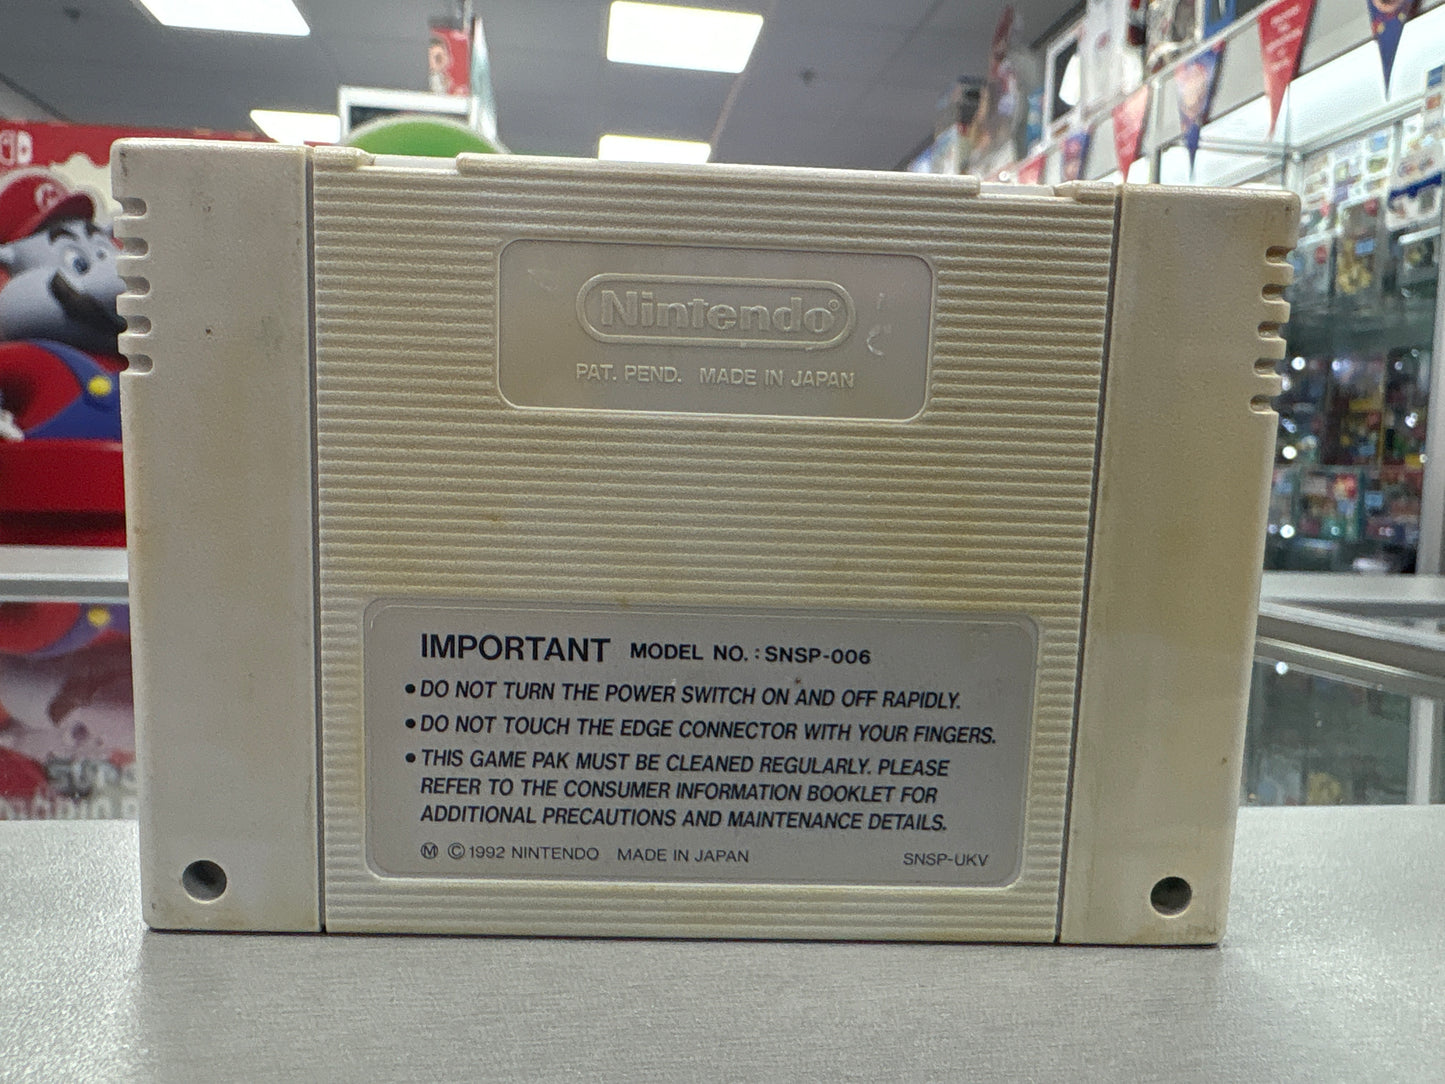 Nintendo®
PAT. PEND. MADE IN JAPAN
IMPORTANT MODEL NO. : SNSP-006
• DO NOT TURN THE POWER SWITCH ON AND OFF RAPIDLY.
• DO NOT TOUCH THE EDGE CONNECTOR WITH YOUR FINGERS.
• THIS GAME PAK MUST BE CLEANED REGULARLY. PLEASE
REFER TO THE CONSUMER INFORMATION BOOKLET FOR
ADDITIONAL PRECAUTIONS AND MAINTENANCE DETAILS.
Ⓜ ©1992 NINTENDO MADE IN JAPAN SNSP-UKV